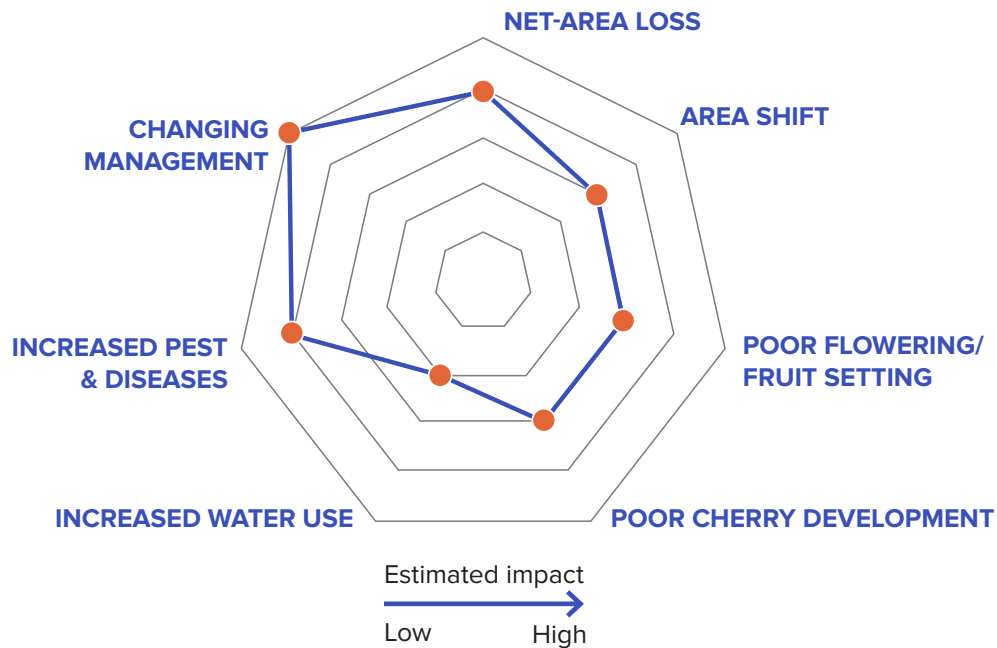 NET-AREA LOSS
AREA SHIFT
CHANGING
MANAGEMENT
INCREASED PEST
& DISEASES
POOR FLOWERING/
FRUIT SETTING
INCREASED WATER USE
POOR CHERRY DEVELOPMENT
Estimated impact
Low
High